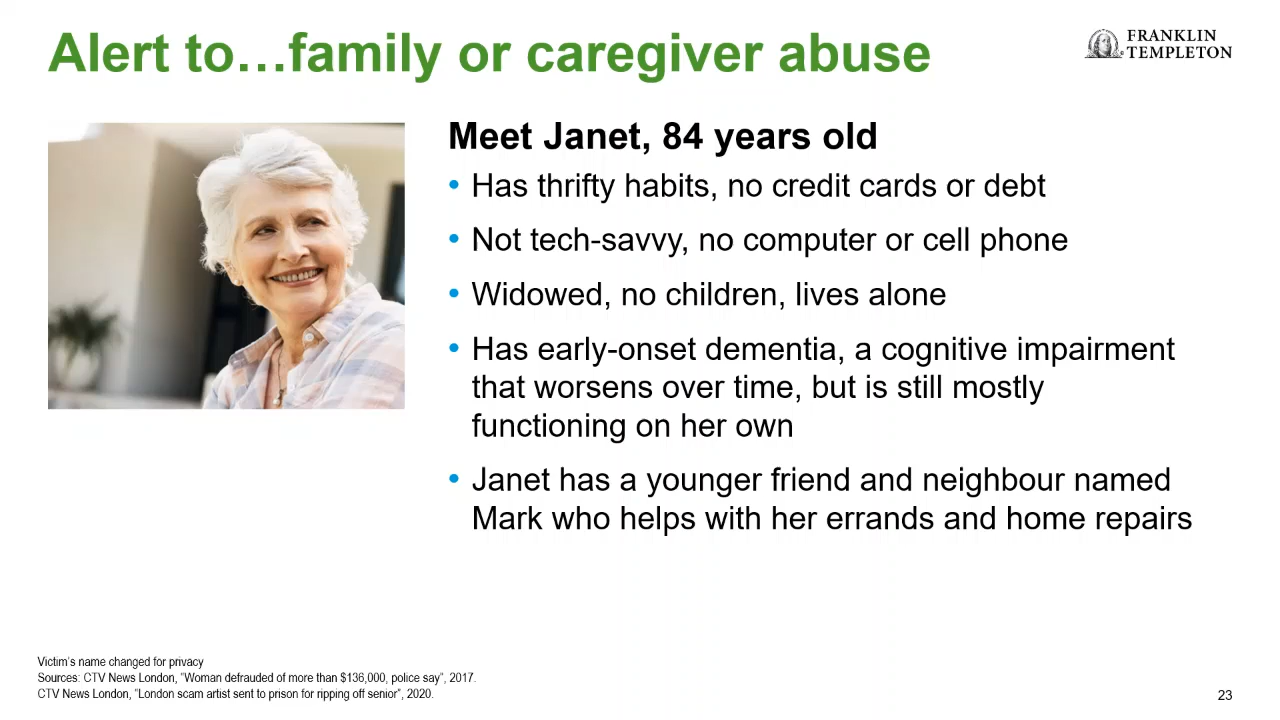 Alert to…family or caregiver abuse
FRANKLIN
TEMPLETON
Meet Janet, 84 years old
• Has thrifty habits, no credit cards or debt
• Not tech-savvy, no computer or cell phone
• Widowed, no children, lives alone
• Has early-onset dementia, a cognitive impairment
that worsens over time, but is still mostly
functioning on her own
• Janet has a younger friend and neighbour named
Mark who helps with her errands and home repairs
Victim's name changed for privacy
Sources: CTV News London, "Woman defrauded of more than $136,000, police say", 2017.
CTV News London, "London scam artist sent to prison for ripping off senior", 2020.
23